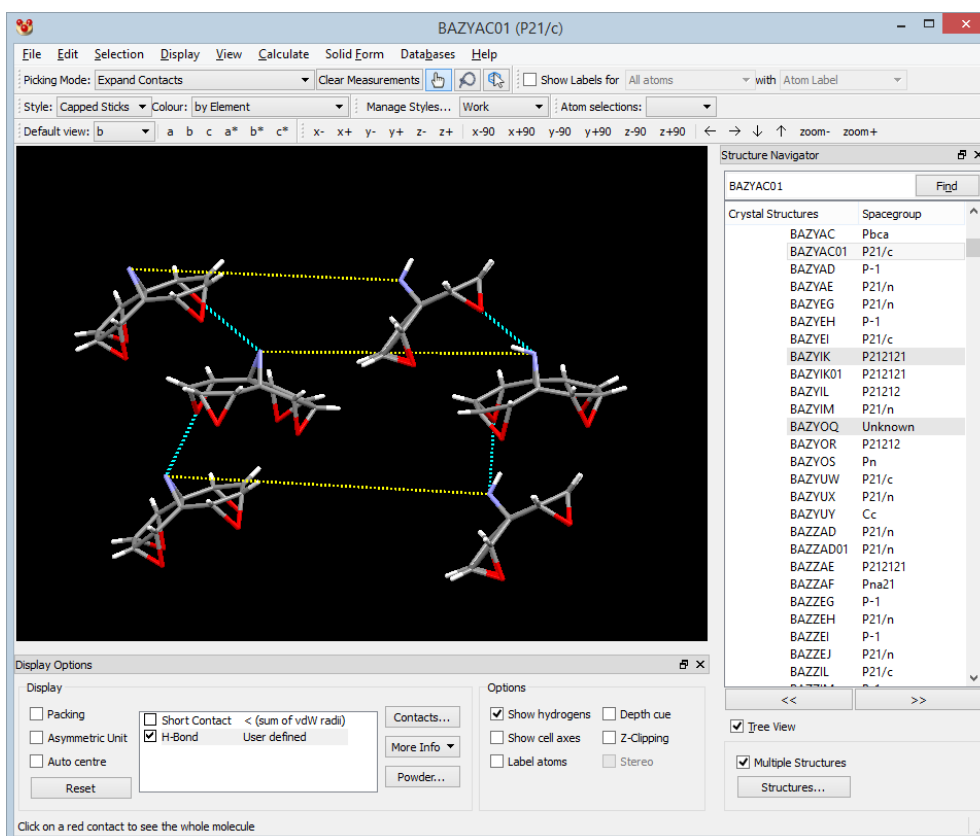 BAZYAC01 (P21/c)
File Edit Selection Display View Calculate Solid Form Databases Help
Picking Mode: Expand Contacts Clear Measurements Show Labels for All atoms with Atom Label
Style: Capped Sticks Colour: by Element Manage Styles... Work Atom selections:
Default view: b a b c a* b* c* x- x+ y- y+ z- z+ x-90 x+90 y-90 y+90 z-90 z+90 ← → ↓ ↑ zoom- zoom+
Structure Navigator
BAZYAC01 Find
Crystal Structures Spacegroup
BAZYAC Pbca
BAZYAC01 P21/c
BAZYAD P-1
BAZYAE P21/n
BAZYEG P21/n
BAZYEH P-1
BAZYEI P21/c
BAZYIK P212121
BAZYIK01 P212121
BAZYIL P21212
BAZYIM P21/n
BAZYOQ Unknown
BAZYOR P21212
BAZYOS Pn
BAZYUW P21/c
BAZYUX P21/n
BAZYUY Cc
BAZZAD P21/n
BAZZAD01 P21/n
BAZZAE P212121
BAZZAF Pna21
BAZZEG P-1
BAZZEH P21/n
BAZZEI P-1
BAZZEJ P21/n
BAZZIL P21/c
<< >>
Tree View
Multiple Structures
Structures...
Display Options
Display
Packing
Asymmetric Unit
Auto centre
Reset
Short Contact < (sum of vdW radii)
H-Bond User defined
Contacts...
More Info
Powder...
Options
Show hydrogens Depth cue
Show cell axes Z-Clipping
Label atoms Stereo
Click on a red contact to see the whole molecule